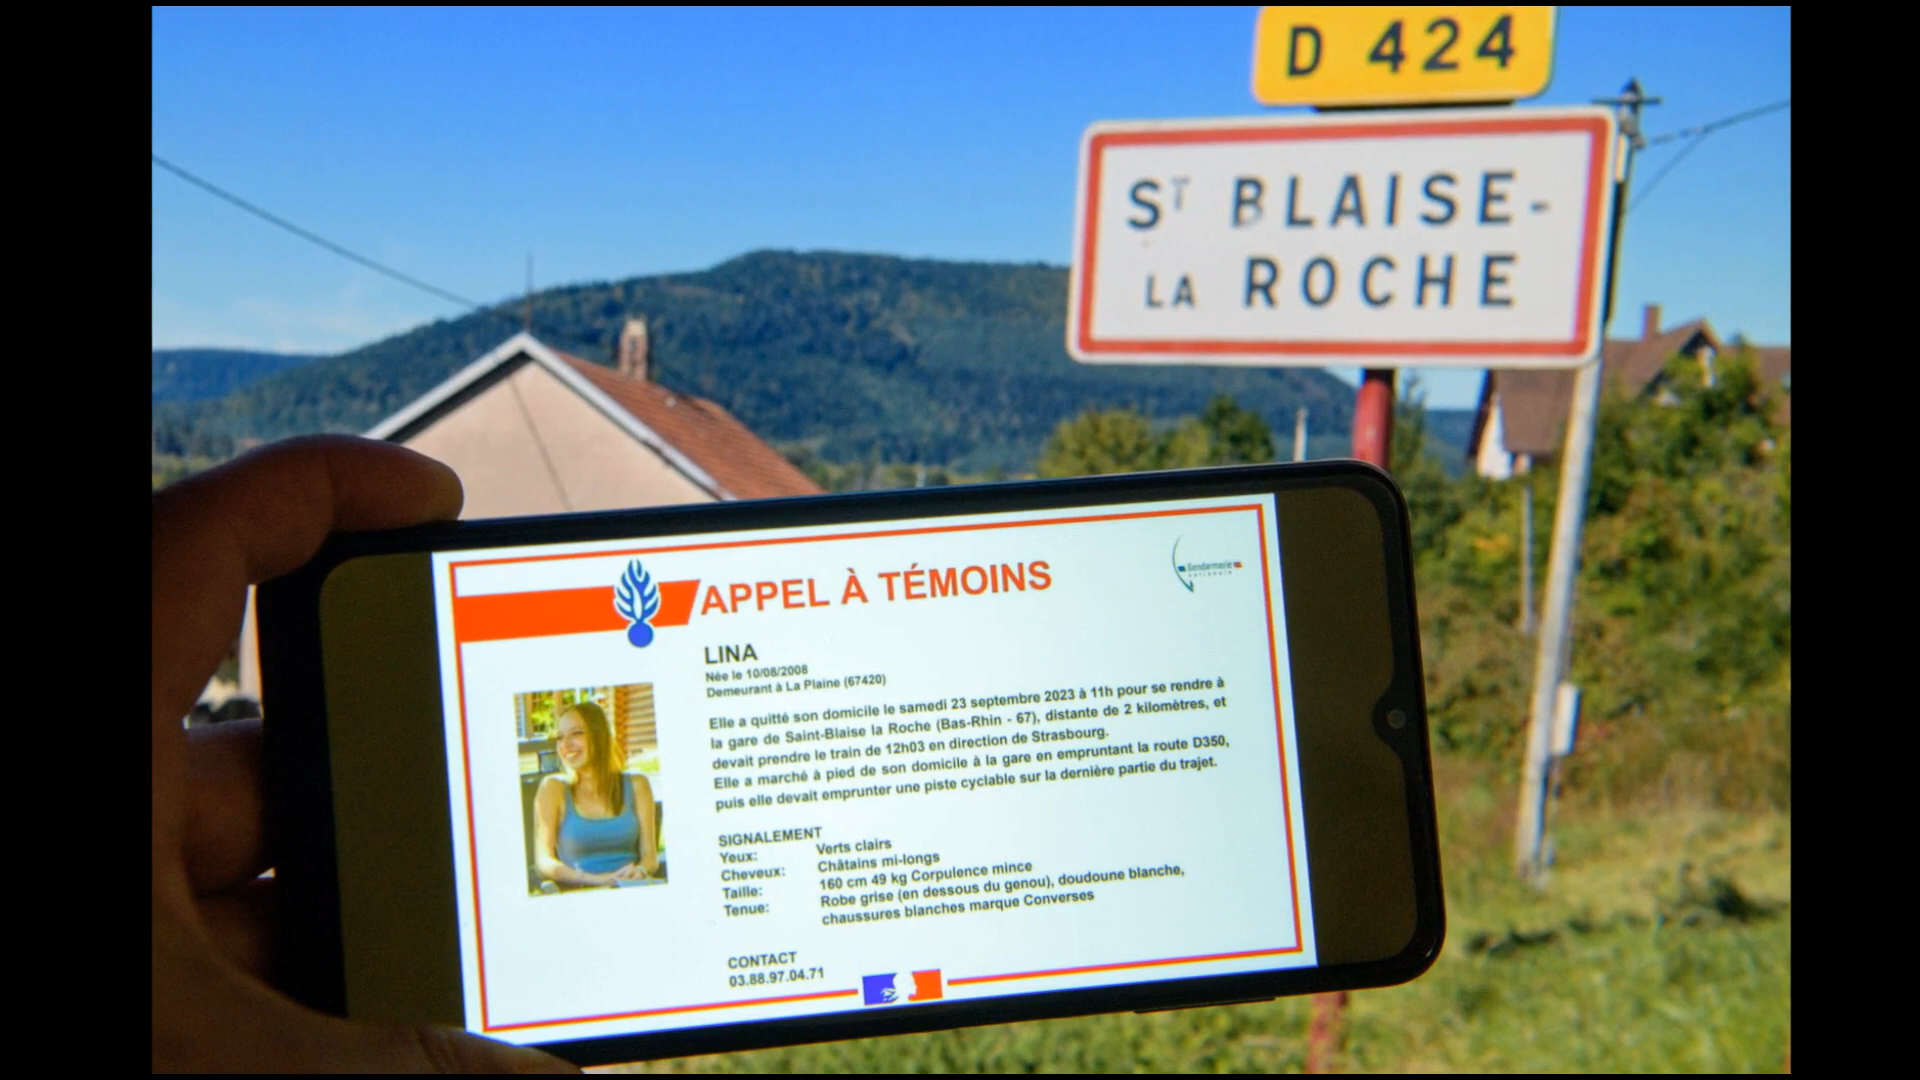 D 424
ST BLAISE-
LA ROCHE
APPEL À TÉMOINS
Gendarmerie
nationale
LINA
Née le 10/08/2008
Demeurant à La Plaine (67420)
Elle a quitté son domicile le samedi 23 septembre 2023 à 11h pour se rendre à
la gare de Saint-Blaise la Roche (Bas-Rhin - 67), distante de 2 kilomètres, et
devait prendre le train de 12h03 en direction de Strasbourg.
Elle a marché à pied de son domicile à la gare en empruntant la route D350,
puis elle devait emprunter une piste cyclable sur la dernière partie du trajet.
SIGNALEMENT
Yeux: Verts clairs
Cheveux: Châtains mi-longs
Taille: 160 cm 49 kg Corpulence mince
Tenue: Robe grise (en dessous du genou), doudoune blanche,
chaussures blanches marque Converses
CONTACT
03.88.97.04.71